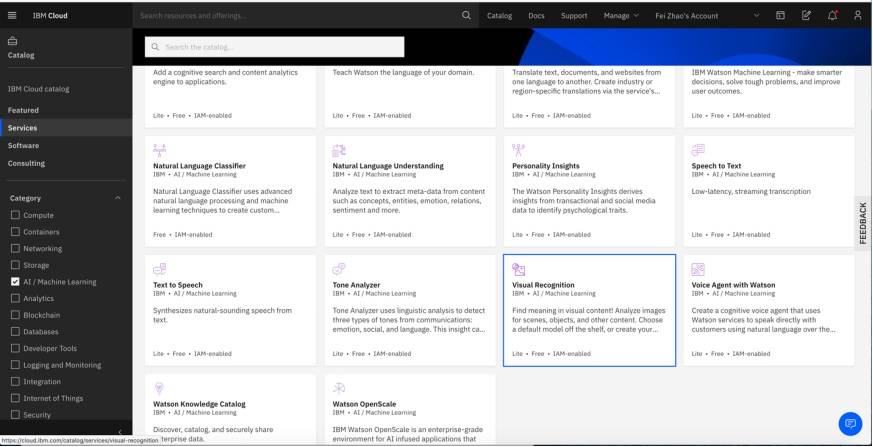 IBM Cloud
Search resources and offerings...
Catalog
Docs
Support
Manage
Fei Zhao's Account
Catalog
Search the catalog...
IBM Cloud catalog
Featured
Services
Software
Consulting
Category
Compute
Containers
Networking
Storage
AI / Machine Learning
Analytics
Blockchain
Databases
Developer Tools
Logging and Monitoring
Integration
Internet of Things
Security
https://cloud.ibm.com/catalog/services/visual-recognition
Add a cognitive search and content analytics
engine to applications.
Lite • Free • IAM-enabled
Teach Watson the language of your domain.
Lite • Free • IAM-enabled
Translate text, documents, and websites from
one language to another. Create industry or
region-specific translations via the service's...
Lite • Free • IAM-enabled
IBM Watson Machine Learning - make smarter
decisions, solve tough problems, and improve
user outcomes.
Lite • Free • IAM-enabled
Natural Language Classifier
IBM • AI / Machine Learning
Natural Language Classifier uses advanced
natural language processing and machine
learning techniques to create custom...
Free • IAM-enabled
Natural Language Understanding
IBM • AI / Machine Learning
Analyze text to extract meta-data from content
such as concepts, entities, emotion, relations,
sentiment and more.
Lite • Free • IAM-enabled
Personality Insights
IBM • AI / Machine Learning
The Watson Personality Insights derives
insights from transactional and social media
data to identify psychological traits.
Lite • Free • IAM-enabled
Speech to Text
IBM • AI / Machine Learning
Low-latency, streaming transcription
Lite • Free • IAM-enabled
Text to Speech
IBM • AI / Machine Learning
Synthesizes natural-sounding speech from
text.
Lite • Free • IAM-enabled
Tone Analyzer
IBM • AI / Machine Learning
Tone Analyzer uses linguistic analysis to detect
three types of tones from communications:
emotion, social, and language. This insight ca...
Lite • Free • IAM-enabled
Visual Recognition
IBM • AI / Machine Learning
Find meaning in visual content! Analyze images
for scenes, objects, and other content. Choose
a default model off the shelf, or create your...
Lite • Free • IAM-enabled
Voice Agent with Watson
IBM • AI / Machine Learning
Create a cognitive voice agent that uses
Watson services to speak directly with
customers using natural language over the...
Lite • Free • IAM-enabled
Watson Knowledge Catalog
IBM • AI / Machine Learning
Discover, catalog, and securely share
terprise data.
Watson OpenScale
IBM • AI / Machine Learning
IBM Watson OpenScale is an enterprise-grade
environment for AI infused applications that
FEEDBACK